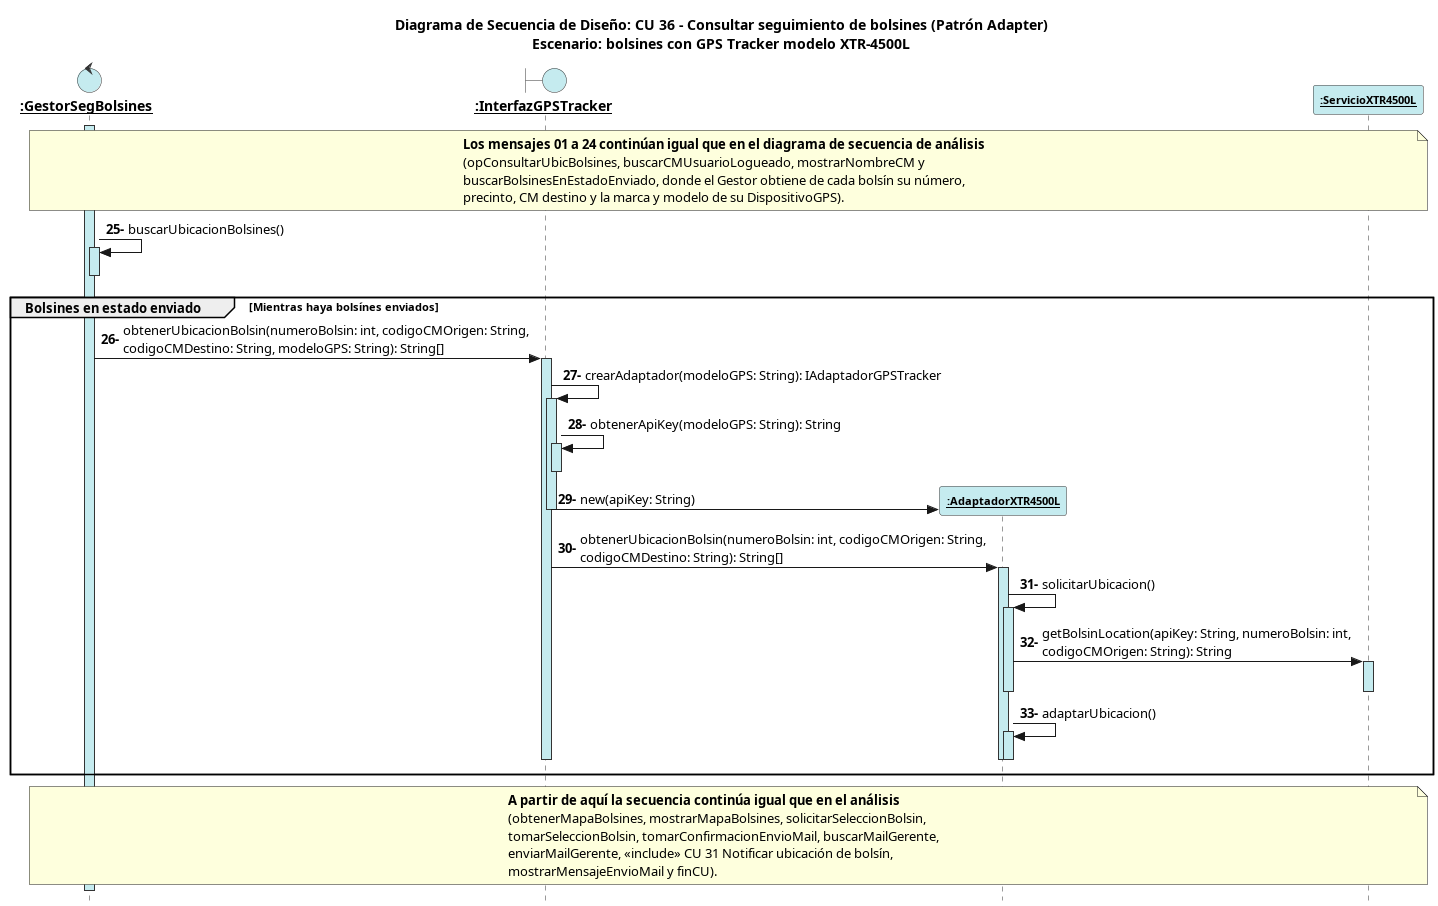 Diagrama de Secuencia de Diseño: CU 36 - Consultar seguimiento de bolsines (Patrón Adapter)
Escenario: bolsines con GPS Tracker modelo XTR-4500L
:GestorSegBolsines
:InterfazGPSTracker
:ServicioXTR4500L
Los mensajes 01 a 24 continúan igual que en el diagrama de secuencia de análisis
(opConsultarUbicBolsines, buscarCMUsuarioLogueado, mostrarNombreCM y
buscarBolsinesEnEstadoEnviado, donde el Gestor obtiene de cada bolsín su número,
precinto, CM destino y la marca y modelo de su DispositivoGPS).
25- buscarUbicacionBolsines()
Bolsines en estado enviado [Mientras haya bolsines enviados]
26- obtenerUbicacionBolsin(numeroBolsin: int, codigoCMOrigen: String,
codigoCMDestino: String, modeloGPS: String): String[]
27- crearAdaptador(modeloGPS: String): IAdaptadorGPSTracker
28- obtenerApiKey(modeloGPS: String): String
29- new(apiKey: String)
:AdaptadorXTR4500L
30- obtenerUbicacionBolsin(numeroBolsin: int, codigoCMOrigen: String,
codigoCMDestino: String): String[]
31- solicitarUbicacion()
32- getBolsinLocation(apiKey: String, numeroBolsin: int,
codigoCMOrigen: String): String
33- adaptarUbicacion()
A partir de aquí la secuencia continúa igual que en el análisis
(obtenerMapaBolsines, mostrarMapaBolsines, solicitarSeleccionBolsin,
tomarSeleccionBolsin, tomarConfirmacionEnvioMail, buscarMailGerente,
enviarMailGerente, «include» CU 31 Notificar ubicación de bolsín,
mostrarMensajeEnvioMail y finCU).